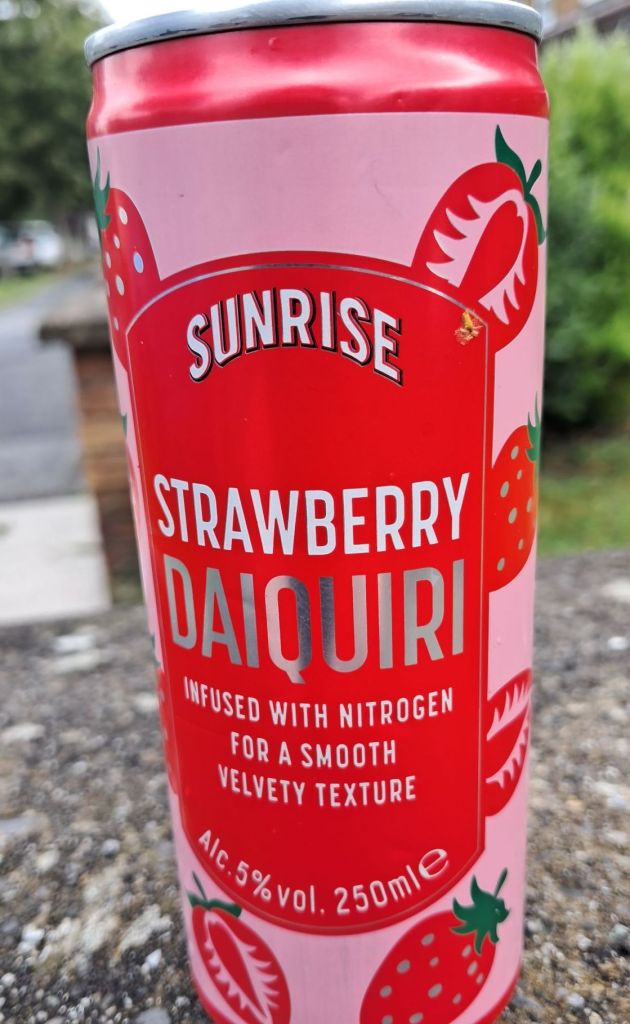 SUNRISE
STRAWBERRY
DAIQUIRI
INFUSED WITH NITROGEN
FOR A SMOOTH
VELVETY TEXTURE
Alc. 5% vol. 250ml ℮